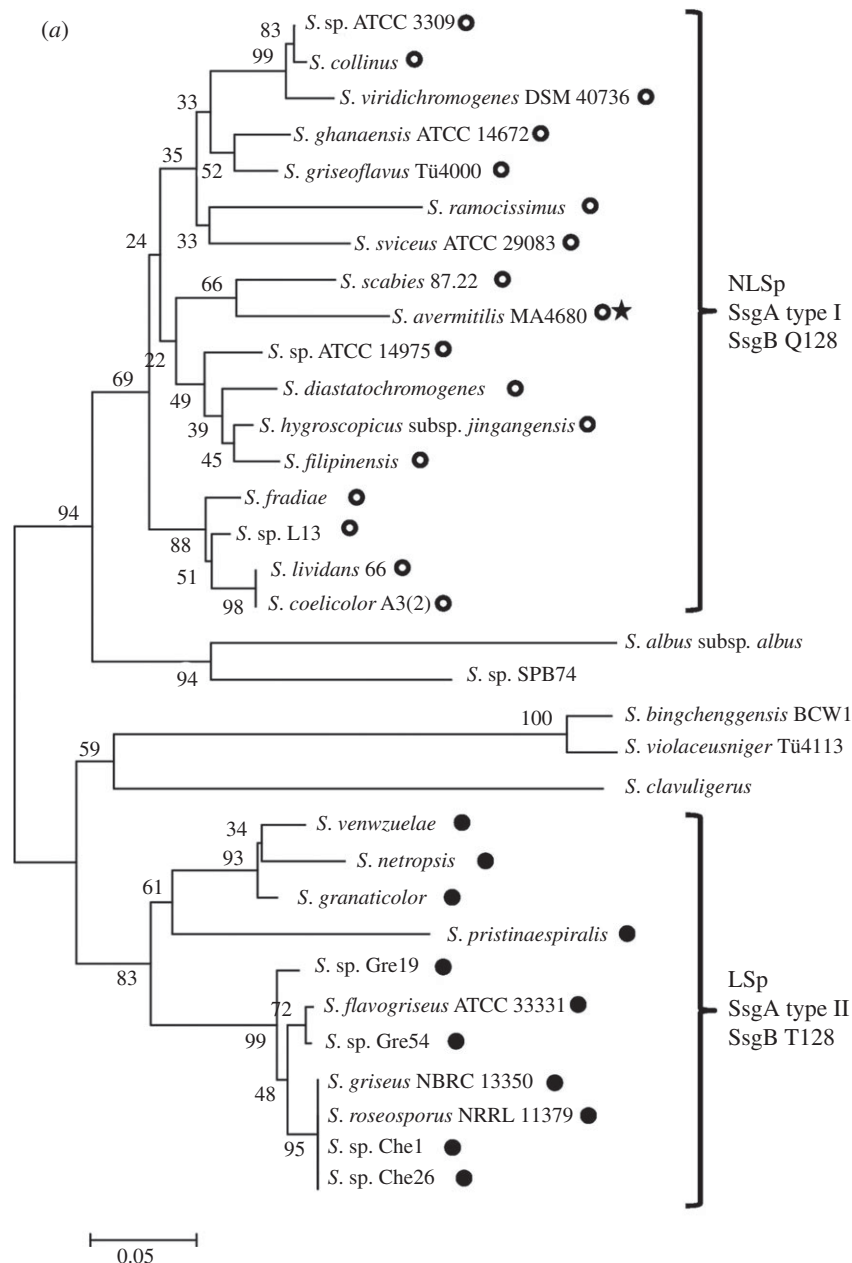 (a)
83
S. sp. ATCC 3309
99
S. collinus
S. viridichromogenes DSM 40736
33
S. ghanaensis ATCC 14672
35
52
S. griseoflavus Tü4000
S. ramocissimus
24
33
S. sviceus ATCC 29083
66
S. scabies 87.22
S. avermitilis MA4680
22
S. sp. ATCC 14975
69
49
S. diastatochromogenes
39
S. hygroscopicus subsp. jingangensis
45
S. filipinensis
94
S. fradiae
88
S. sp. L13
51
S. lividans 66
98
S. coelicolor A3(2)
NLSp
SsgA type I
SsgB Q128
S. albus subsp. albus
94
S. sp. SPB74
100
S. bingchenggensis BCW1
59
S. violaceusniger Tü4113
S. clavuligerus
34
S. venwzuelae
93
S. netropsis
61
S. granaticolor
S. pristinaespiralis
83
S. sp. Gre19
72
S. flavogriseus ATCC 33331
99
S. sp. Gre54
48
S. griseus NBRC 13350
S. roseosporus NRRL 11379
95
S. sp. Che1
S. sp. Che26
LSp
SsgA type II
SsgB T128
0.05